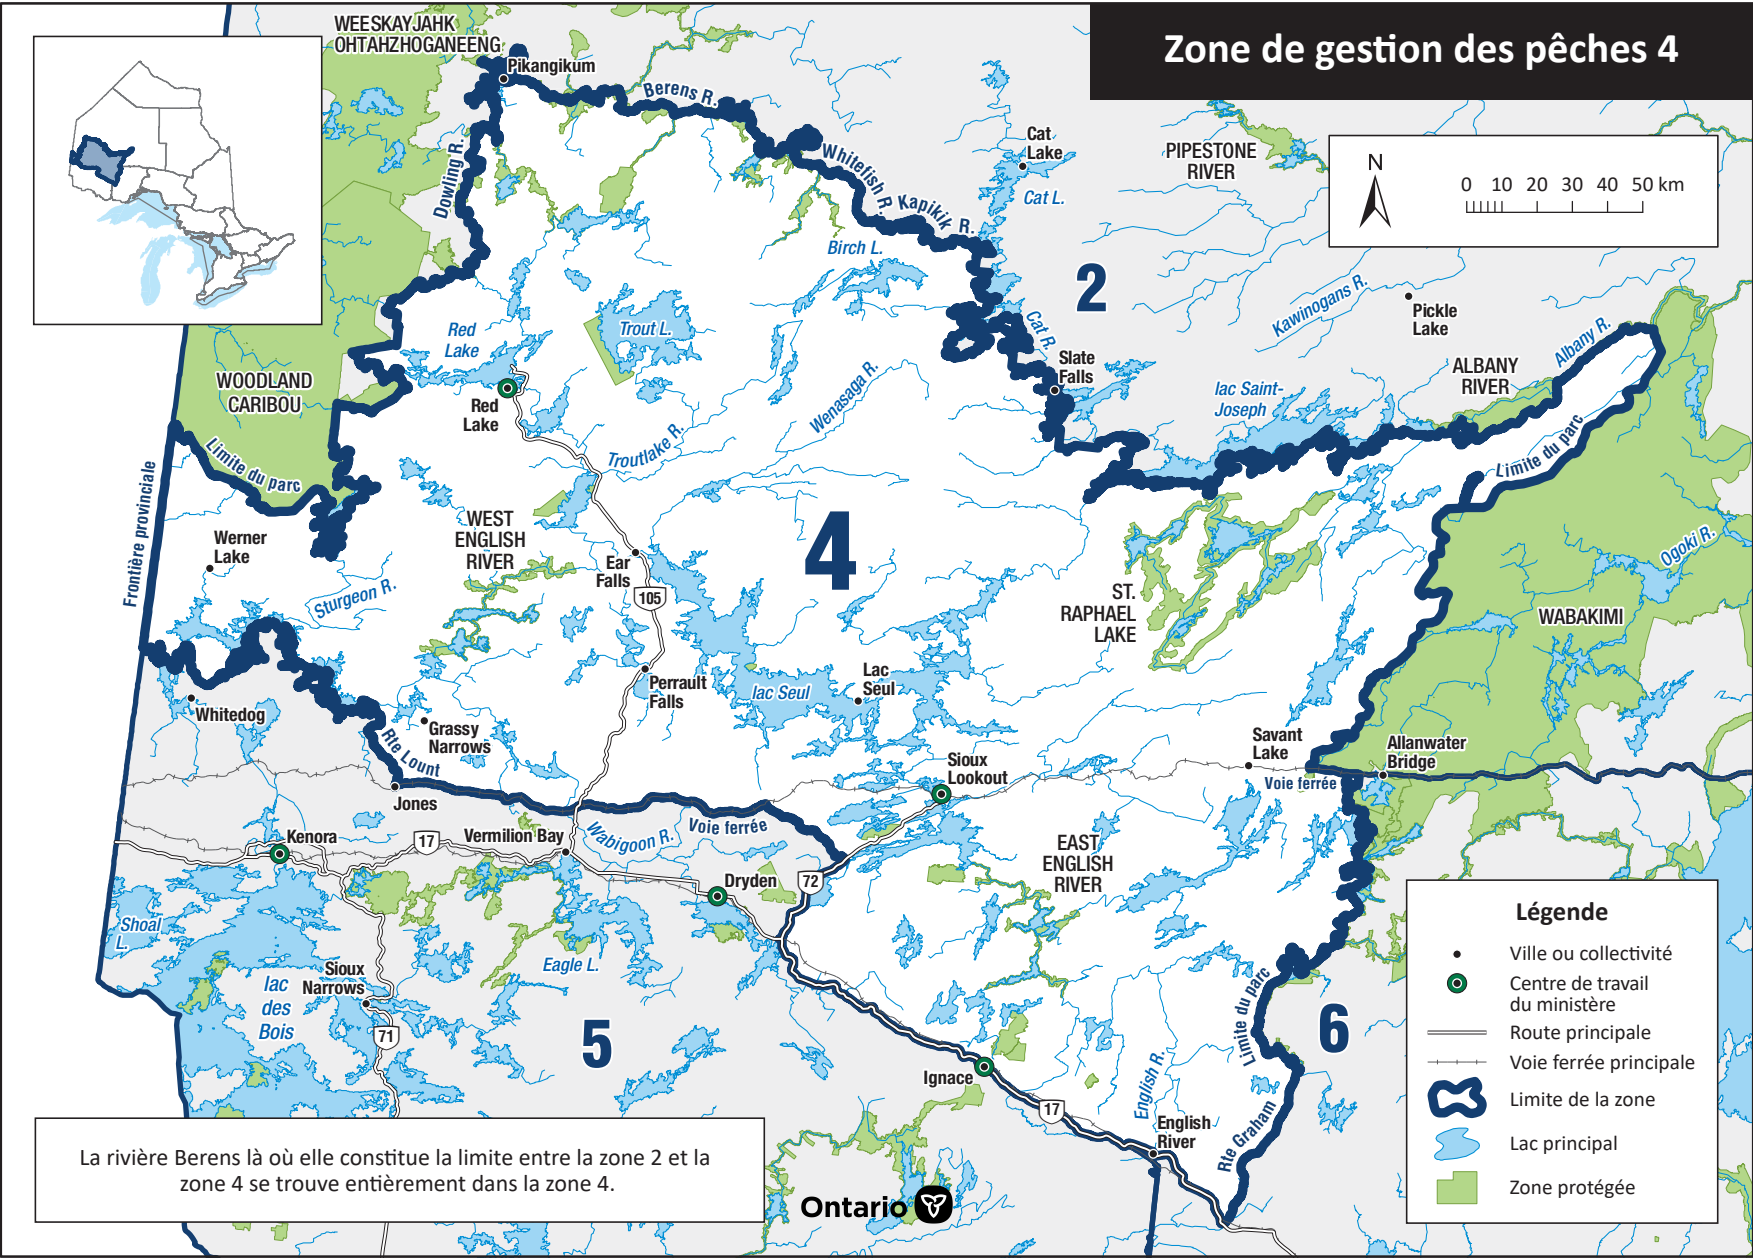 Zone de gestion des pêches 4
WEESKAYJAHK
OHTAHZHOGANEENG
Pikangikum
Berens R.
Dowling R.
Whitefish R.
Kapikik R.
Cat
Lake
Cat L.
PIPESTONE
RIVER
N
0 10 20 30 40 50 km
Birch L.
2
Kawinogans R.
Pickle
Lake
Red
Lake
Trout L.
Cat R.
Slate
Falls
Albany R.
ALBANY
RIVER
WOODLAND
CARIBOU
Red
Lake
Wenasaga R.
lac Saint-
Joseph
Troutlake R.
Limite du parc
Limite du parc
Frontière provinciale
Werner
Lake
WEST
ENGLISH
RIVER
4
Ear
Falls
105
Sturgeon R.
ST.
RAPHAEL
LAKE
Ogoki R.
WABAKIMI
Perrault
Falls
lac Seul
Lac
Seul
Whitedog
Grassy
Narrows
Rte Lount
Savant
Lake
Allanwater
Bridge
Sioux
Lookout
Voie ferrée
Jones
Kenora
17
Vermilion Bay
Wabigoon R.
Voie ferrée
EAST
ENGLISH
RIVER
Dryden
72
Shoal
L.
Eagle L.
Sioux
Narrows
lac
des
Bois
71
5
Limite du parc
6
Ignace
17
English R.
English
River
Rte Graham
Légende
Ville ou collectivité
Centre de travail
du ministère
Route principale
Voie ferrée principale
Limite de la zone
Lac principal
Zone protégée
La rivière Berens là où elle constitue la limite entre la zone 2 et la
zone 4 se trouve entièrement dans la zone 4.
Ontario